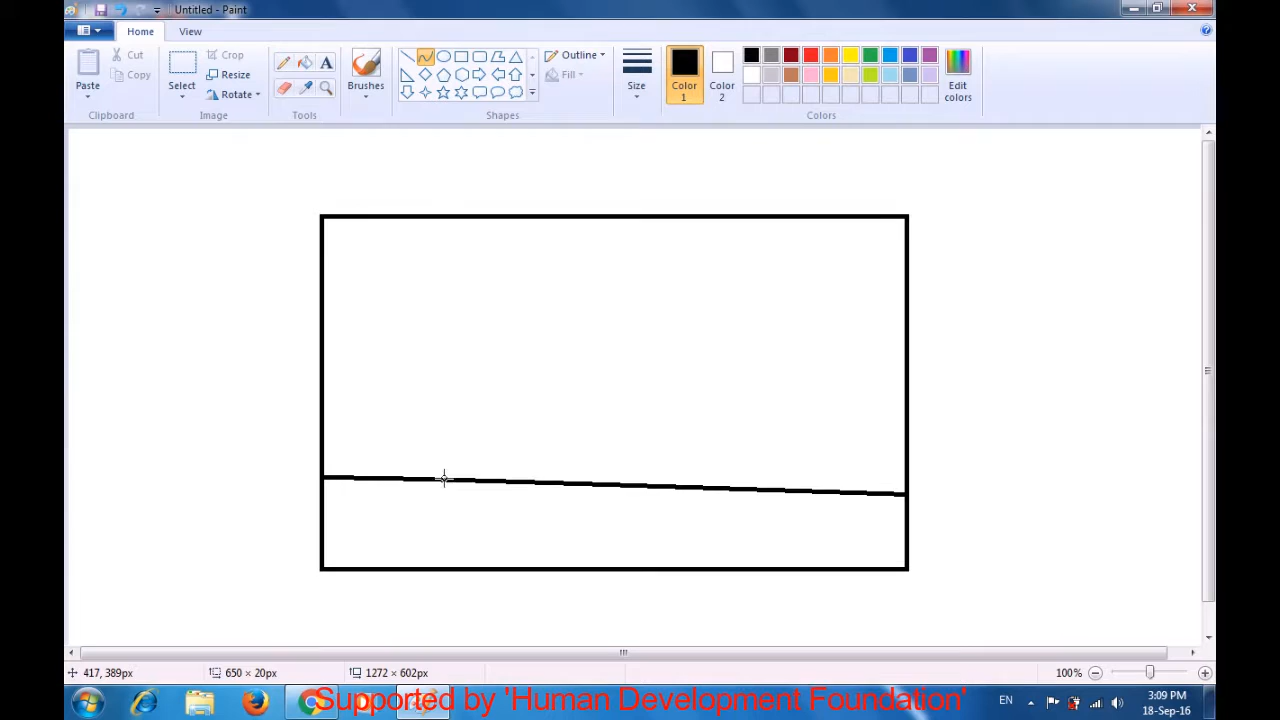 Untitled - Paint
Home
View
Paste
Cut
Copy
Clipboard
Select
Crop
Resize
Rotate
Image
Tools
Brushes
Shapes
Outline
Fill
Size
Color
1
Color
2
Edit
colors
Colors
417, 389px
650 × 20px
1272 × 602px
100%
Supported by 'Human Development Foundation'
EN
3:09 PM
18-Sep-16